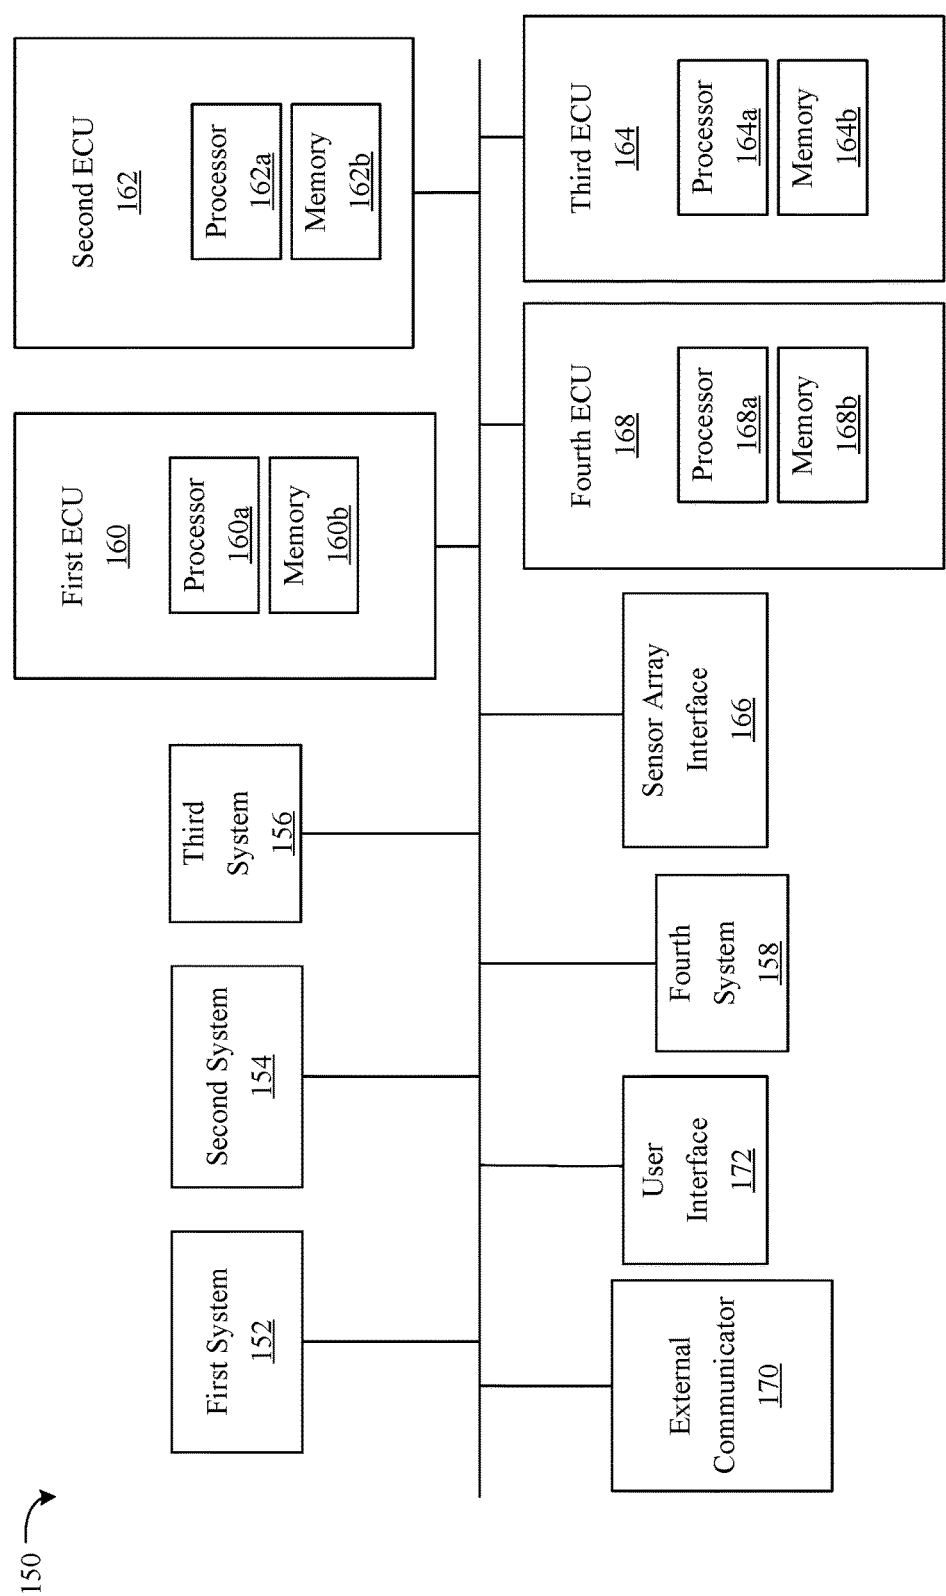 150
First System
152
Second System
154
Third
System
156
First ECU
160
Processor
160a
Memory
160b
Second ECU
162
Processor
162a
Memory
162b
External
Communicator
170
User
Interface
172
Fourth
System
158
Sensor Array
Interface
166
Fourth ECU
168
Processor
168a
Memory
168b
Third ECU
164
Processor
164a
Memory
164b